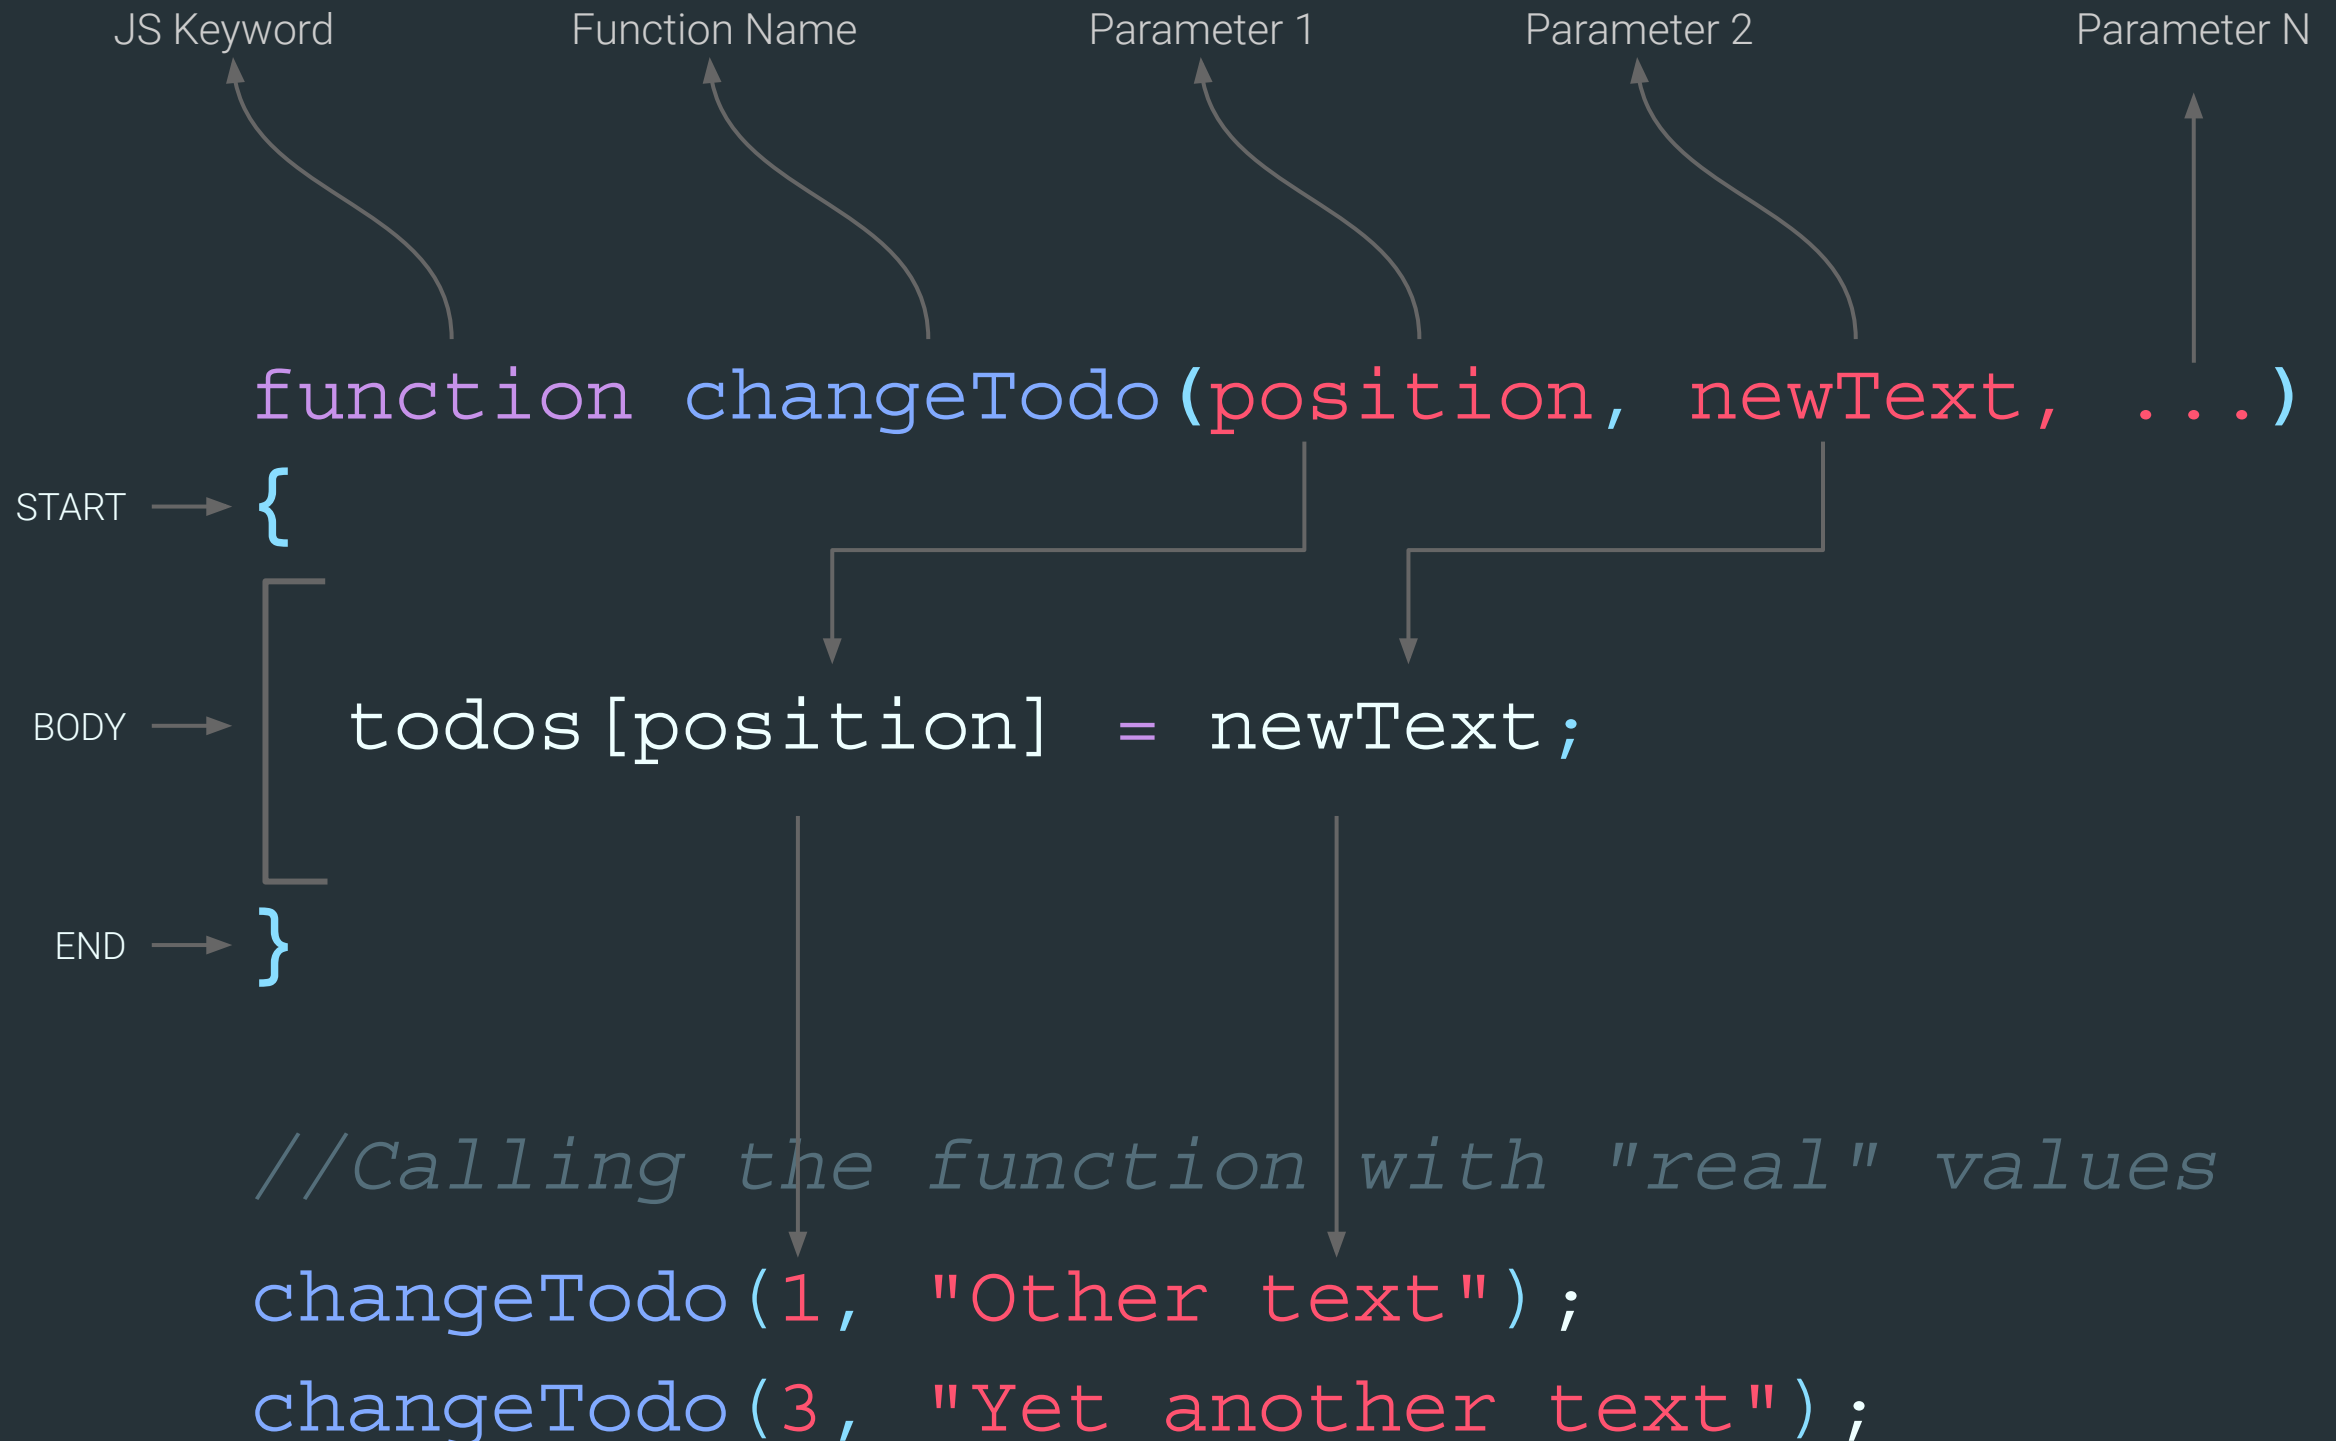 JS Keyword Function Name Parameter 1 Parameter 2 Parameter N
function changeTodo(position, newText, ...)
START {
BODY todos[position] = newText;
END }
//Calling the function with "real" values
changeTodo(1, "Other text");
changeTodo(3, "Yet another text");